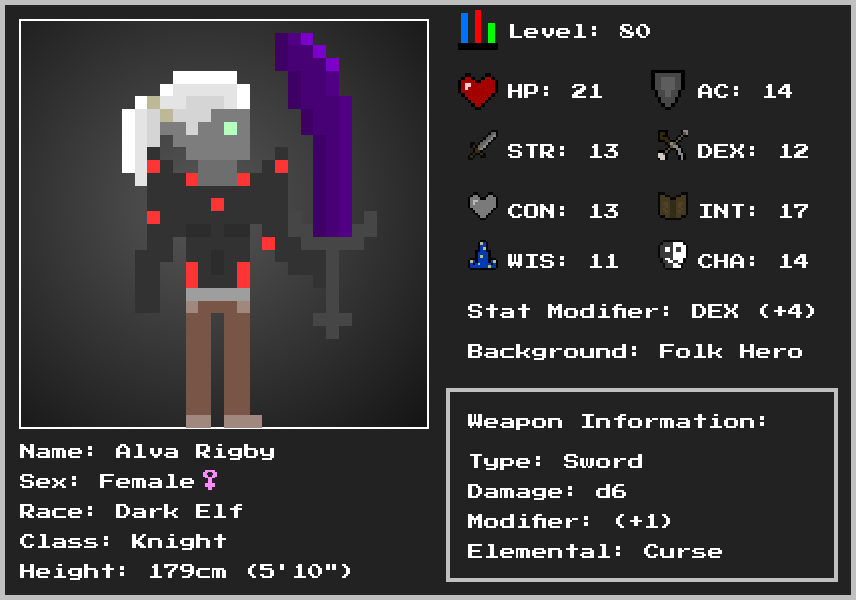 Level: 80
HP: 21
AC: 14
STR: 13
DEX: 12
CON: 13
INT: 17
WIS: 11
CHA: 14
Stat Modifier: DEX (+4)
Background: Folk Hero
Weapon Information:
Type: Sword
Damage: d6
Modifier: (+1)
Elemental: Curse
Name: Alva Rigby
Sex: Female♀
Race: Dark Elf
Class: Knight
Height: 179cm (5'10")